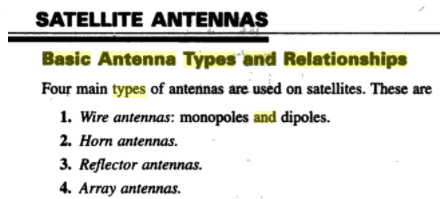 SATELLITE ANTENNAS
Basic Antenna Types and Relationships
Four main types of antennas are used on satellites. These are
1. Wire antennas: monopoles and dipoles.
2. Horn antennas.
3. Reflector antennas.
4. Array antennas.